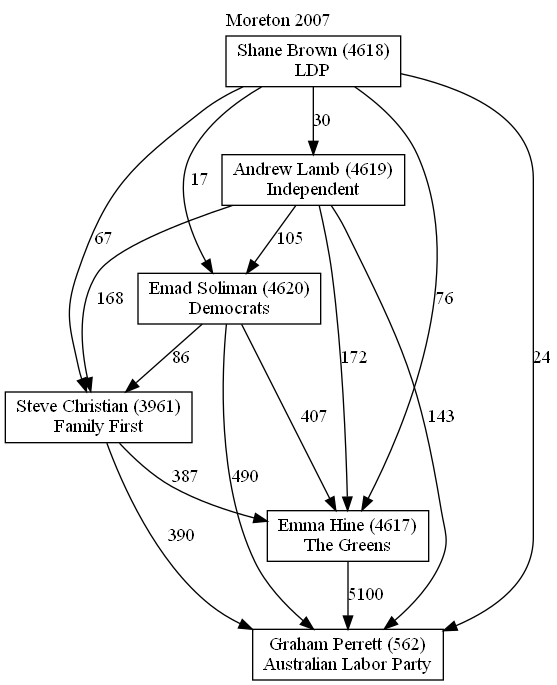 Moreton 2007
Shane Brown (4618)
LDP
30
Andrew Lamb (4619)
Independent
17
67
105
168
Emad Soliman (4620)
Democrats
76
24
86
172
Steve Christian (3961)
Family First
407
143
387
490
390
Emma Hine (4617)
The Greens
5100
Graham Perrett (562)
Australian Labor Party